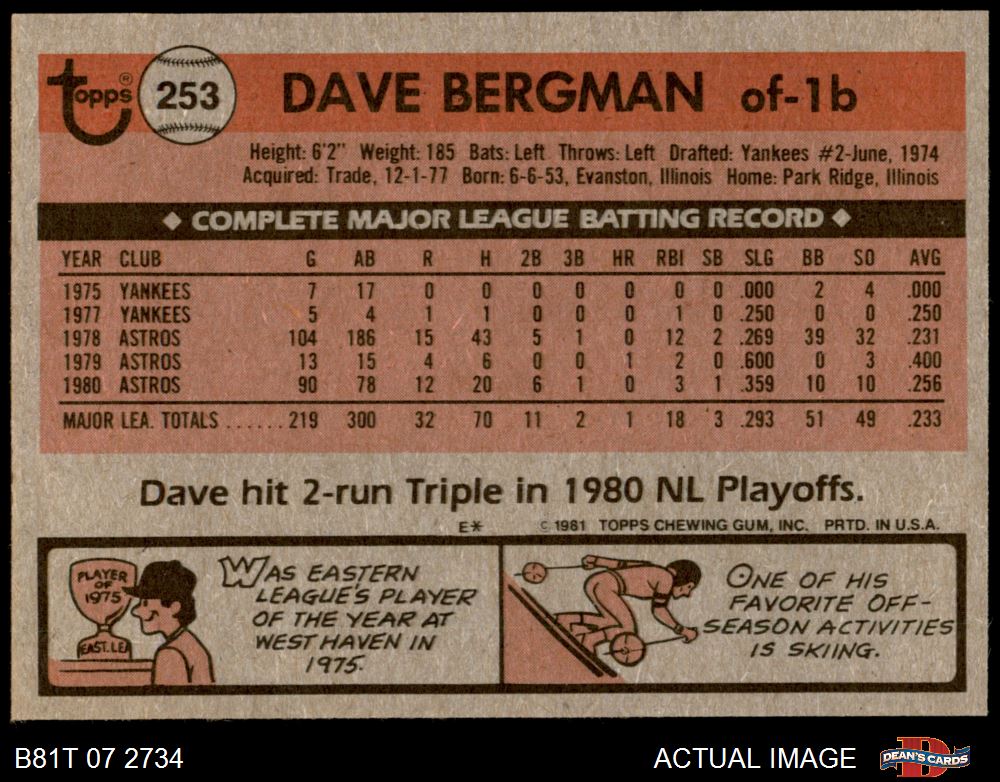 Topps®
253
DAVE BERGMAN of-1b
Height: 6'2" Weight: 185 Bats: Left Throws: Left Drafted: Yankees #2-June, 1974
Acquired: Trade, 12-1-77 Born: 6-6-53, Evanston, Illinois Home: Park Ridge, Illinois
◆ COMPLETE MAJOR LEAGUE BATTING RECORD ◆
YEAR CLUB G AB R H 2B 3B HR RBI SB SLG BB SO AVG
1975 YANKEES 7 17 0 0 0 0 0 0 0 .000 2 4 .000
1977 YANKEES 5 4 1 1 0 0 0 1 0 .250 0 0 .250
1978 ASTROS 104 186 15 43 5 1 0 12 2 .269 39 32 .231
1979 ASTROS 13 15 4 6 0 0 1 2 0 .600 0 3 .400
1980 ASTROS 90 78 12 20 6 1 0 3 1 .359 10 10 .256
MAJOR LEA. TOTALS ...... 219 300 32 70 11 2 1 18 3 .293 51 49 .233
Dave hit 2-run Triple in 1980 NL Playoffs.
E* © 1981 TOPPS CHEWING GUM, INC. PRTD. IN U.S.A.
PLAYER
OF
1975
EAST. LEA
WAS EASTERN
LEAGUE'S PLAYER
OF THE YEAR AT
WEST HAVEN IN
1975.
ONE OF HIS
FAVORITE OFF-
SEASON ACTIVITIES
IS SKIING.
B81T 07 2734
ACTUAL IMAGE
DEAN'S CARDS